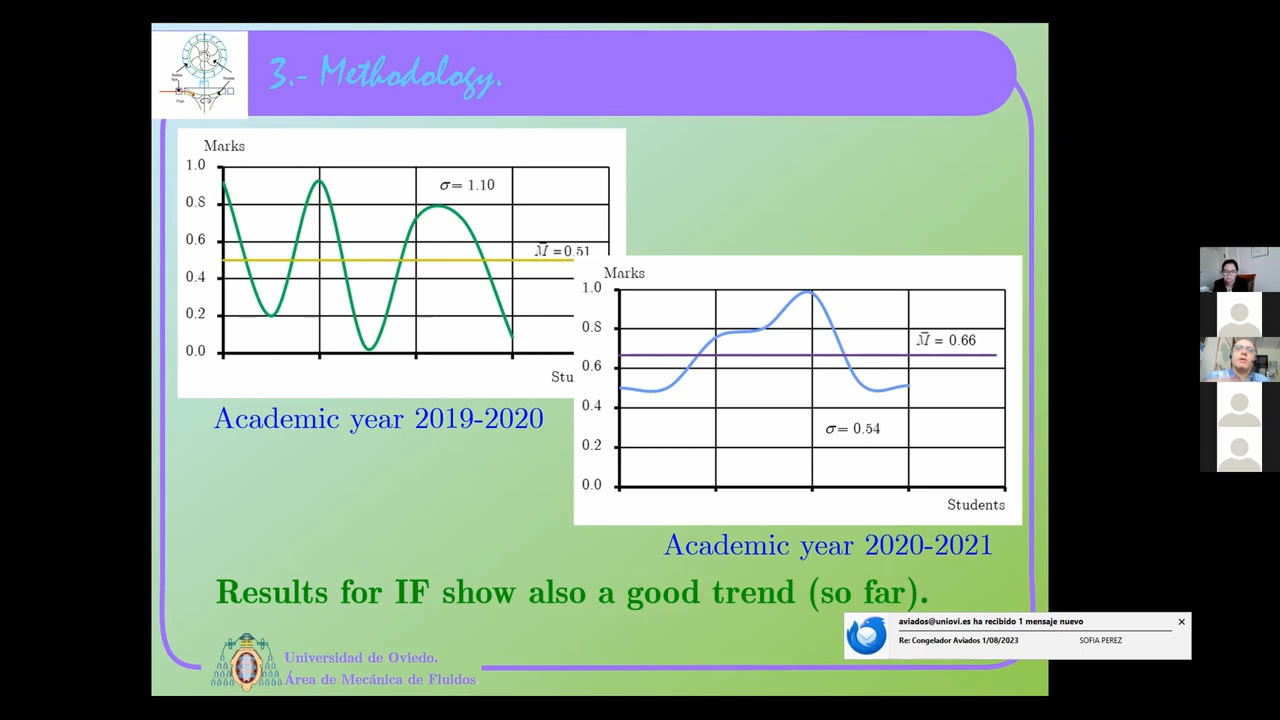 3.- Methodology.
Marks
1.0
0.8
0.6
0.4
0.2
0.0
σ= 1.10
M̄ =0.51
Stu
Academic year 2019-2020
Marks
1.0
0.8
0.6
0.4
0.2
0.0
M̄ = 0.66
σ= 0.54
Students
Academic year 2020-2021
Results for IF show also a good trend (so far).
Universidad de Oviedo.
Área de Mecánica de Fluidos.
aviados@uniovi.es ha recibido 1 mensaje nuevo
Re: Congelador Aviados 1/08/2023 SOFIA PEREZ